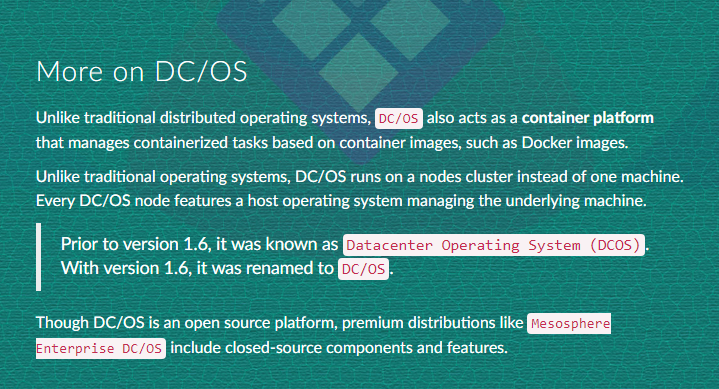 More on DC/OS
Unlike traditional distributed operating systems, DC/OS also acts as a container platform
that manages containerized tasks based on container images, such as Docker images.
Unlike traditional operating systems, DC/OS runs on a nodes cluster instead of one machine.
Every DC/OS node features a host operating system managing the underlying machine.
Prior to version 1.6, it was known as Datacenter Operating System (DCOS).
With version 1.6, it was renamed to DC/OS.
Though DC/OS is an open source platform, premium distributions like Mesosphere
Enterprise DC/OS include closed-source components and features.